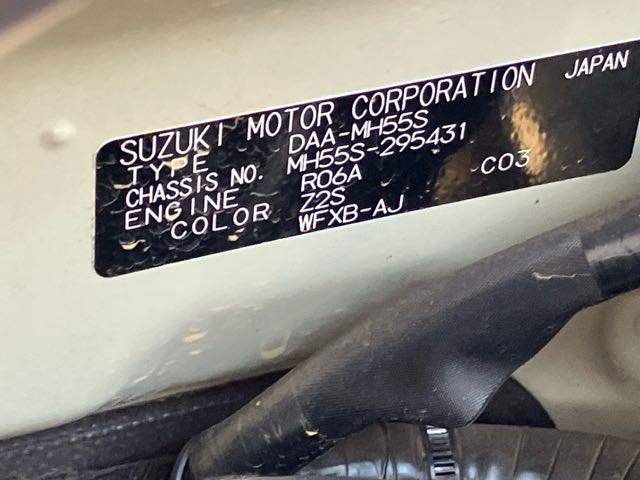 SUZUKI MOTOR CORPORATION JAPAN
TYPE DAA-MH55S
CHASSIS NO. MH55S-295431
ENGINE R06A C03
COLOR Z2S
WFXB-AJ